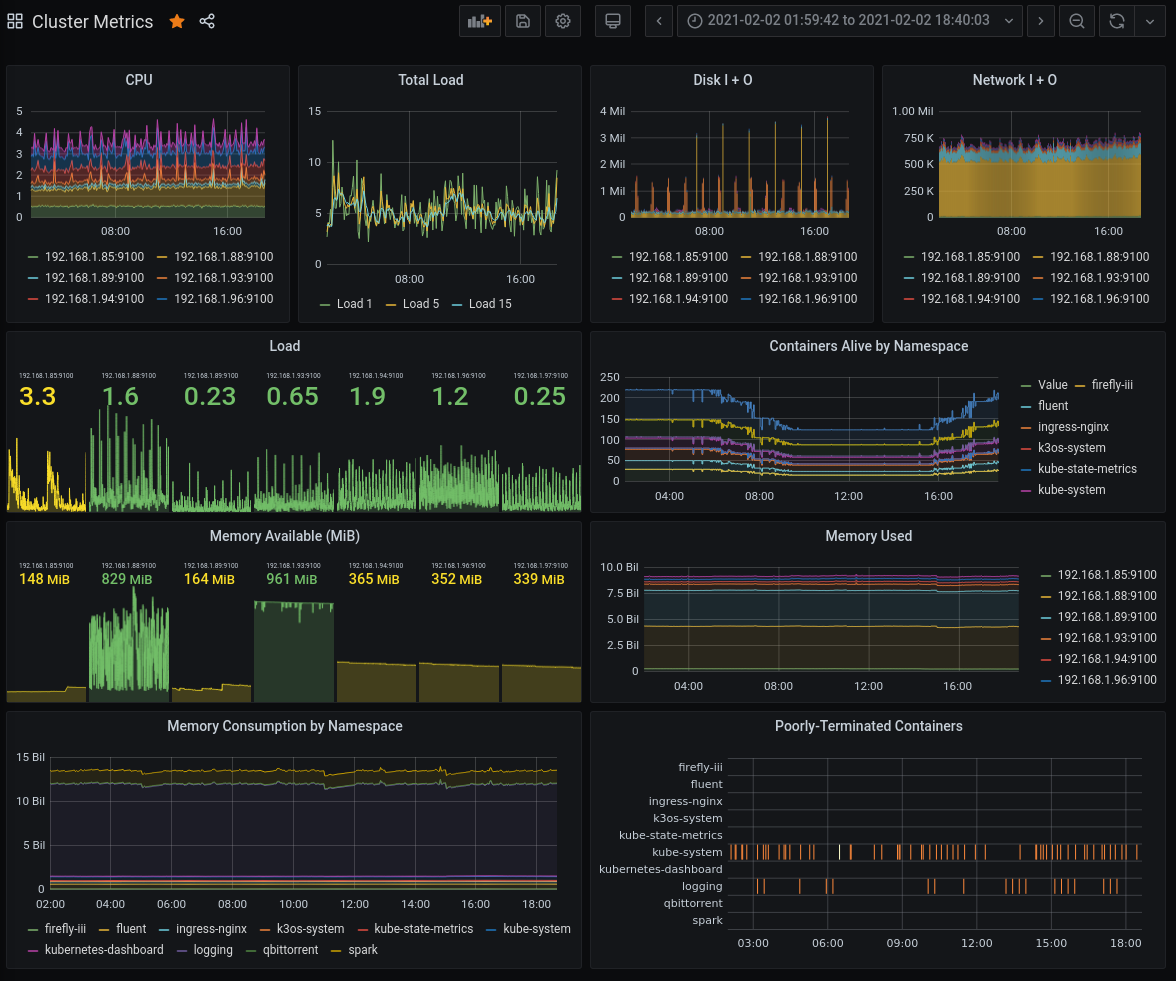 Cluster Metrics
2021-02-02 01:59:42 to 2021-02-02 18:40:03
CPU
5
4
3
2
1
0
08:00 16:00
192.168.1.85:9100 192.168.1.88:9100
192.168.1.89:9100 192.168.1.93:9100
192.168.1.94:9100 192.168.1.96:9100
Total Load
15
10
5
0
08:00 16:00
Load 1 Load 5 Load 15
Disk I + O
4 Mil
3 Mil
2 Mil
1 Mil
0
08:00 16:00
192.168.1.85:9100 192.168.1.88:9100
192.168.1.89:9100 192.168.1.93:9100
192.168.1.94:9100 192.168.1.96:9100
Network I + O
1.00 Mil
750 K
500 K
250 K
0
08:00 16:00
192.168.1.85:9100 192.168.1.88:9100
192.168.1.89:9100 192.168.1.93:9100
192.168.1.94:9100 192.168.1.96:9100
Load
192.168.1.85:9100 192.168.1.88:9100 192.168.1.89:9100 192.168.1.93:9100 192.168.1.94:9100 192.168.1.96:9100 192.168.1.97:9100
3.3 1.6 0.23 0.65 1.9 1.2 0.25
Containers Alive by Namespace
250
200
150
100
50
0
04:00 08:00 12:00 16:00
Value firefly-iii
fluent
ingress-nginx
k3os-system
kube-state-metrics
kube-system
Memory Available (MiB)
192.168.1.85:9100 192.168.1.88:9100 192.168.1.89:9100 192.168.1.93:9100 192.168.1.94:9100 192.168.1.96:9100 192.168.1.97:9100
148 MiB 829 MiB 164 MiB 961 MiB 365 MiB 352 MiB 339 MiB
Memory Used
10.0 Bil
7.5 Bil
5.0 Bil
2.5 Bil
0
04:00 08:00 12:00 16:00
192.168.1.85:9100
192.168.1.88:9100
192.168.1.89:9100
192.168.1.93:9100
192.168.1.94:9100
192.168.1.96:9100
Memory Consumption by Namespace
15 Bil
10 Bil
5 Bil
0
02:00 04:00 06:00 08:00 10:00 12:00 14:00 16:00 18:00
firefly-iii fluent ingress-nginx k3os-system kube-state-metrics kube-system
kubernetes-dashboard logging qbittorrent spark
Poorly-Terminated Containers
firefly-iii
fluent
ingress-nginx
k3os-system
kube-state-metrics
kube-system
kubernetes-dashboard
logging
qbittorrent
spark
03:00 06:00 09:00 12:00 15:00 18:00